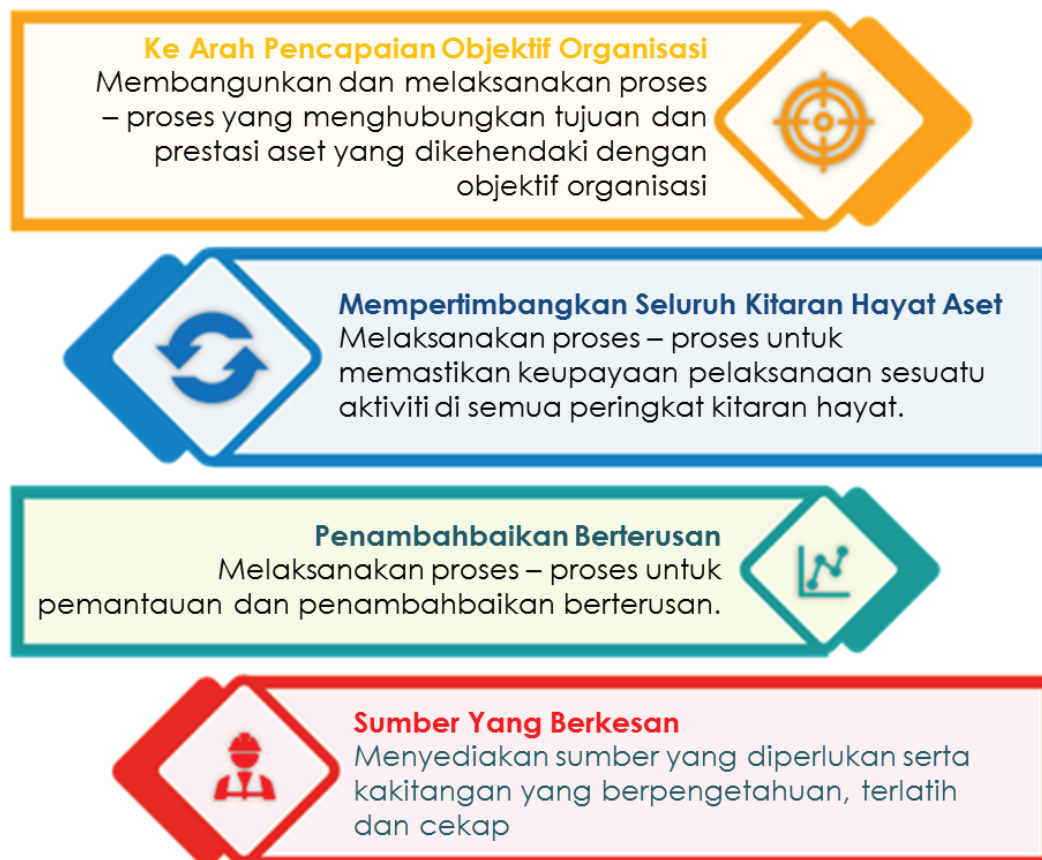 Ke Arah Pencapaian Objektif Organisasi
Membangunkan dan melaksanakan proses
– proses yang menghubungkan tujuan dan
prestasi aset yang dikehendaki dengan
objektif organisasi
Mempertimbangkan Seluruh Kitaran Hayat Aset
Melaksanakan proses – proses untuk
memastikan keupayaan pelaksanaan sesuatu
aktiviti di semua peringkat kitaran hayat.
Penambahbaikan Berterusan
Melaksanakan proses – proses untuk
pemantauan dan penambahbaikan berterusan.
Sumber Yang Berkesan
Menyediakan sumber yang diperlukan serta
kakitangan yang berpengetahuan, terlatih
dan cekap